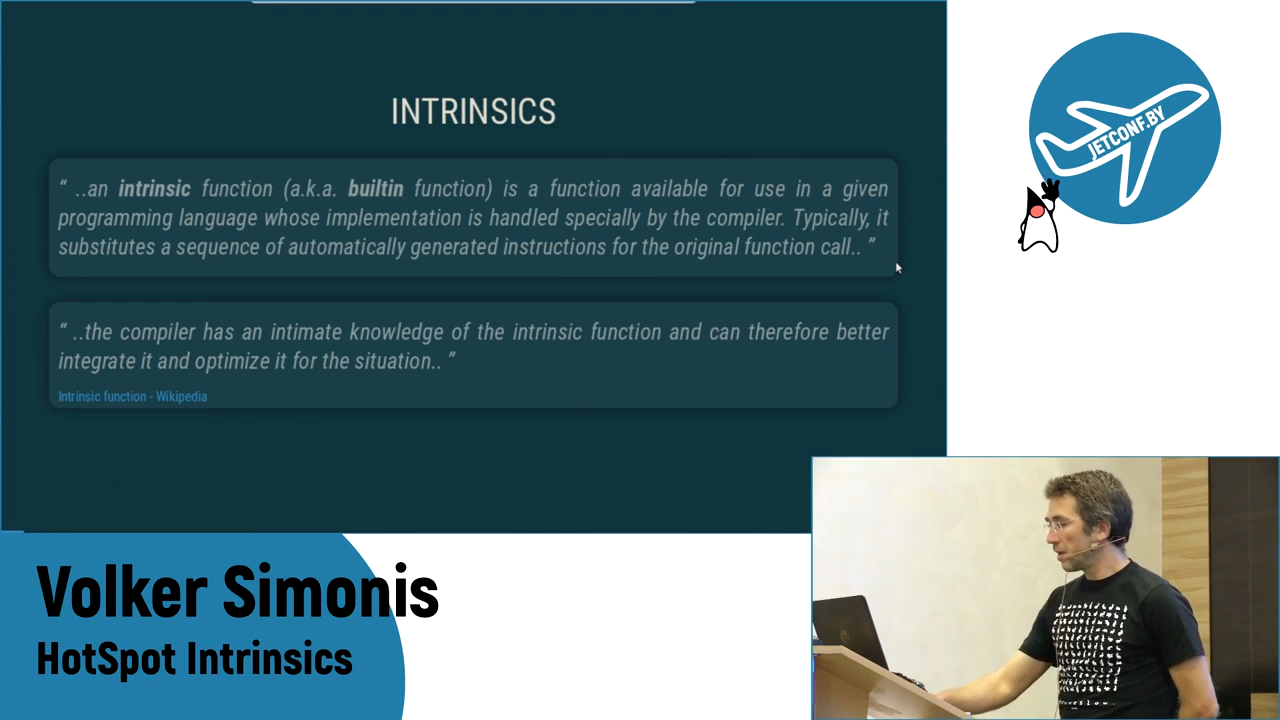 INTRINSICS
“ ..an intrinsic function (a.k.a. builtin function) is a function available for use in a given
programming language whose implementation is handled specially by the compiler. Typically, it
substitutes a sequence of automatically generated instructions for the original function call.. ”
“ ..the compiler has an intimate knowledge of the intrinsic function and can therefore better
integrate it and optimize it for the situation.. ”
Intrinsic function - Wikipedia
JETCONF.BY
Volker Simonis
HotSpot Intrinsics